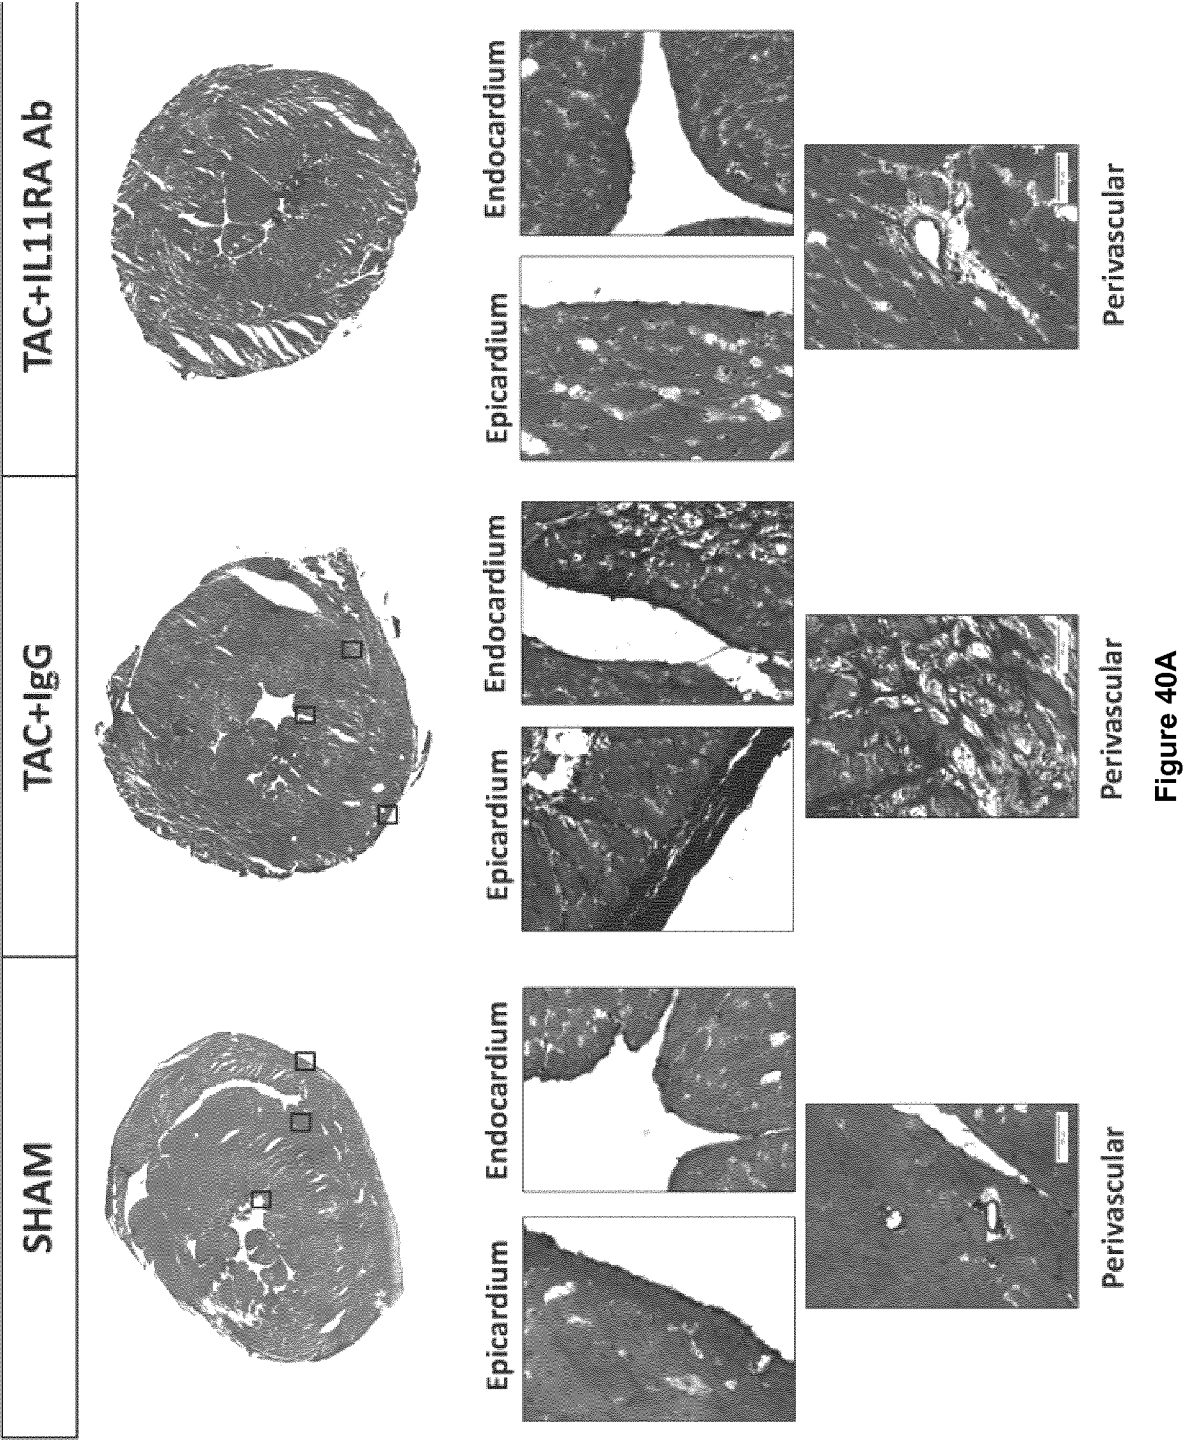 SHAM
TAC+IgG
TAC+IL11RA Ab
Epicardium
Endocardium
Epicardium
Endocardium
Epicardium
Endocardium
Perivascular
Perivascular
Perivascular
Figure 40A